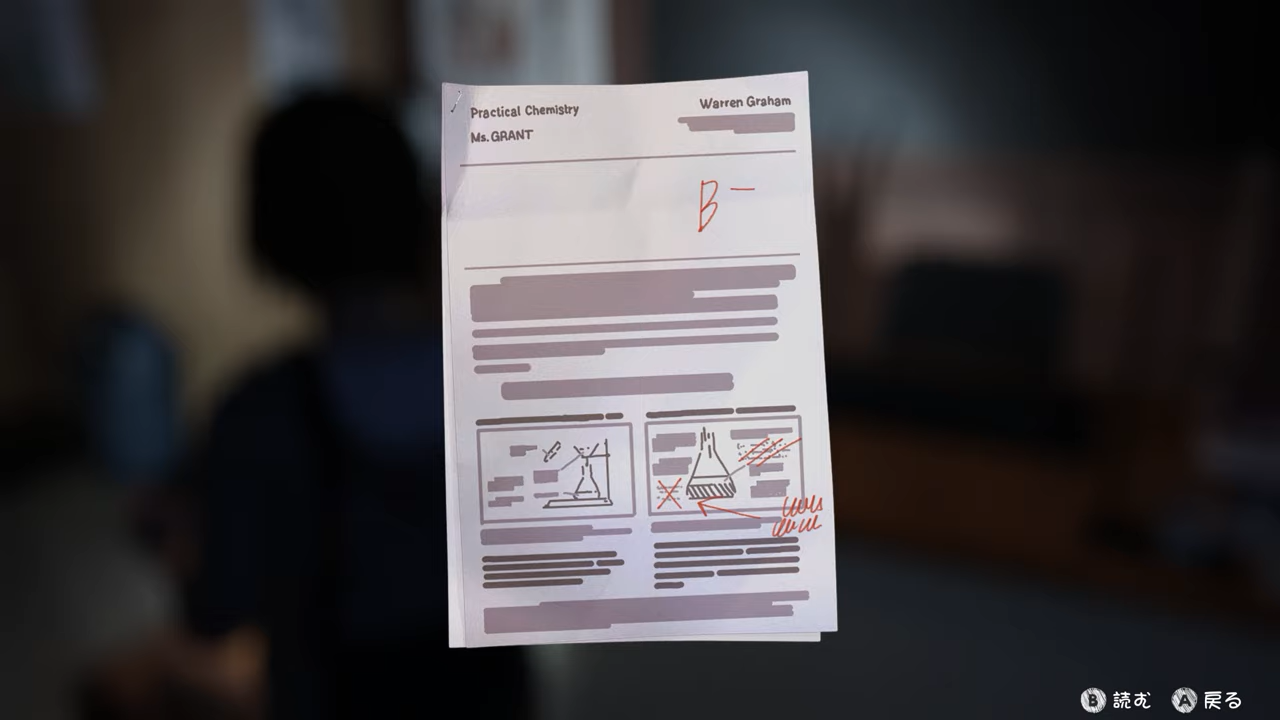 Practical Chemistry
Warren Graham
Ms. GRANT
B-
B 読む A 戻る